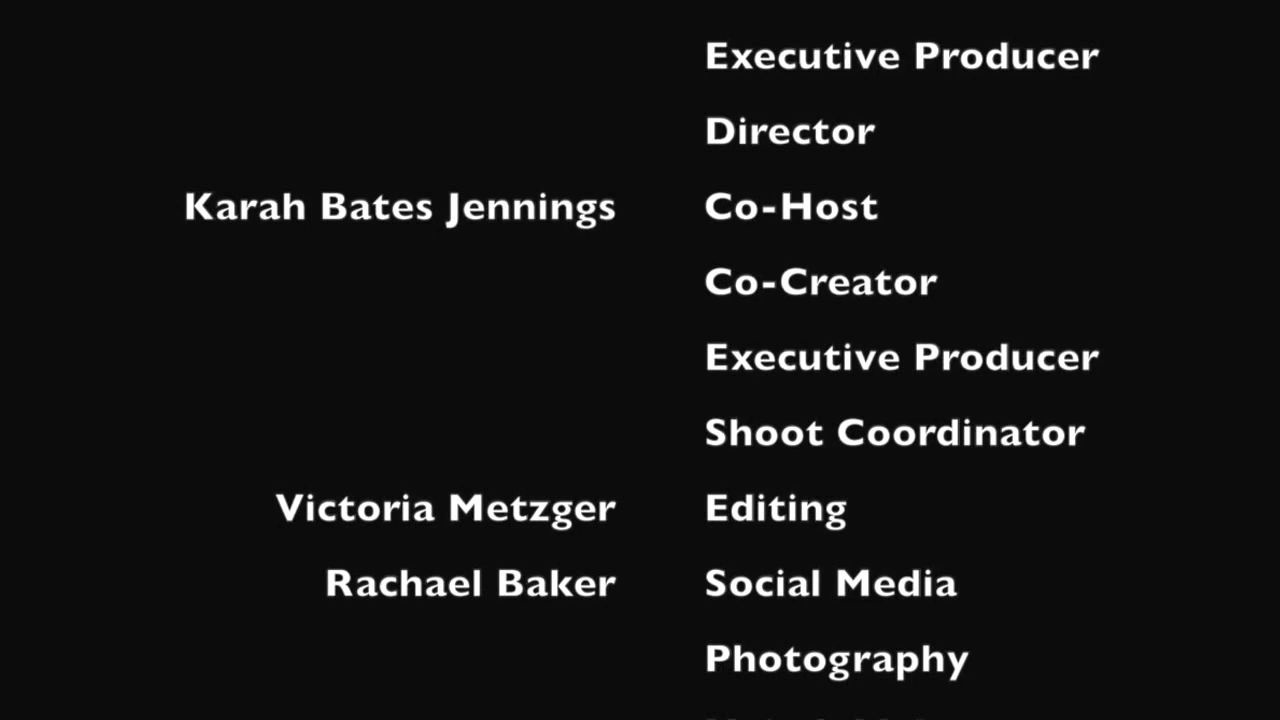 Executive Producer
Director
Karah Bates Jennings Co-Host
Co-Creator
Executive Producer
Shoot Coordinator
Victoria Metzger Editing
Rachael Baker Social Media
Photography